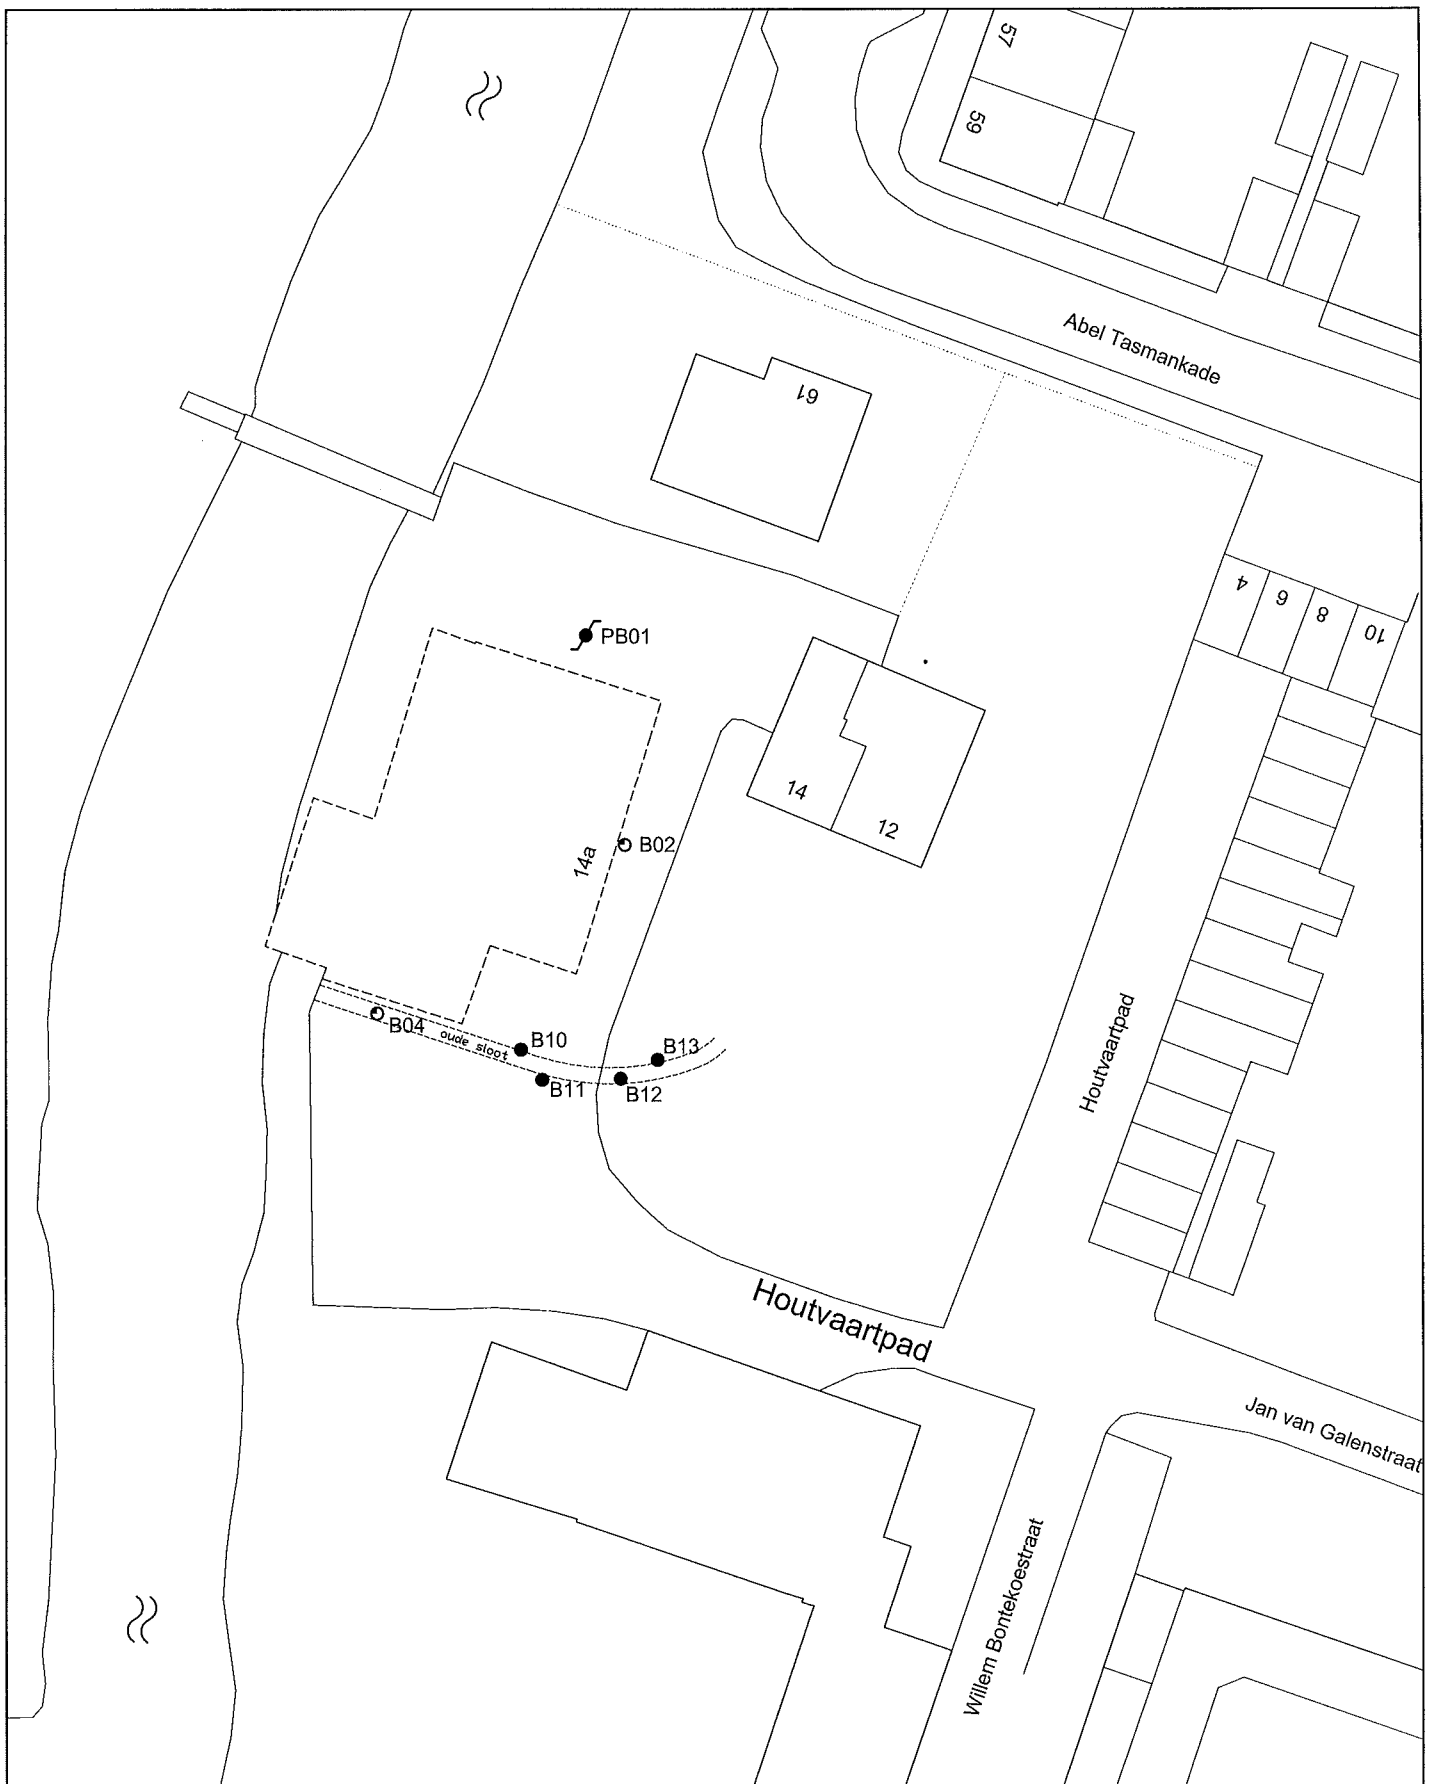 57
59
Abel Tasmankade
61
4
6
8
10
PB01
14
12
14a
B02
B04
oude sloot
B10
B13
B11
B12
Houtvaartpad
Houtvaartpad
Jan van Galenstraat
Willem Bontekoestraat